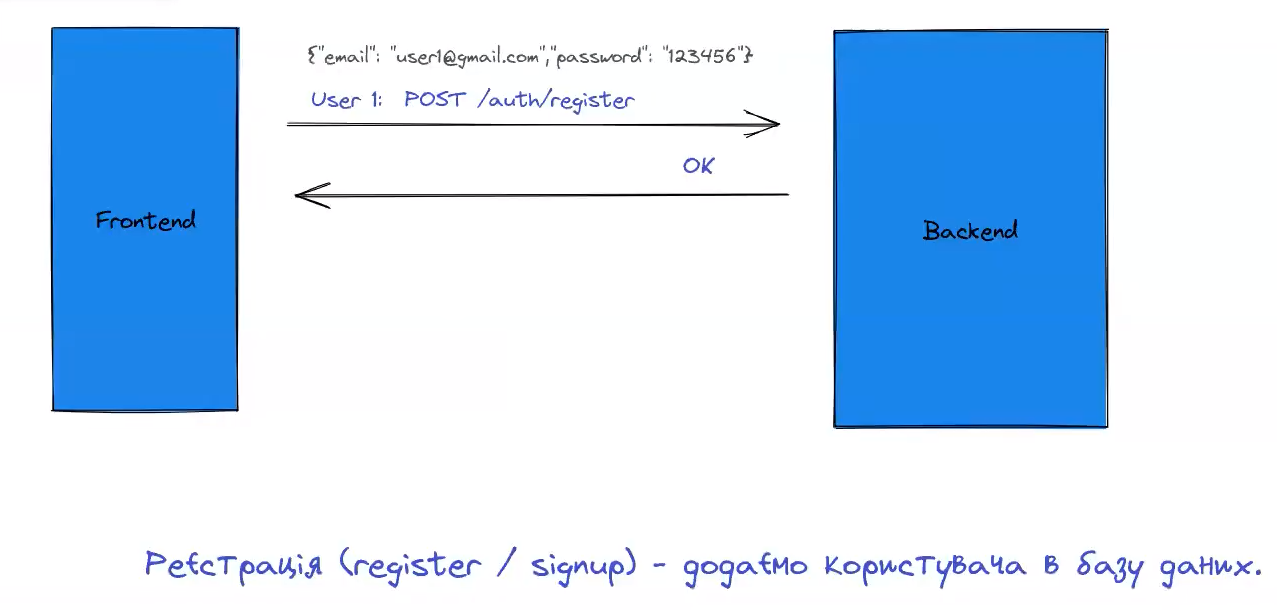 {"email": "user1@gmail.com","password": "123456"}
User 1: POST /auth/register
OK
Frontend
Backend
Реєстрація (register / signup) - додаємо користувача в базу даних.